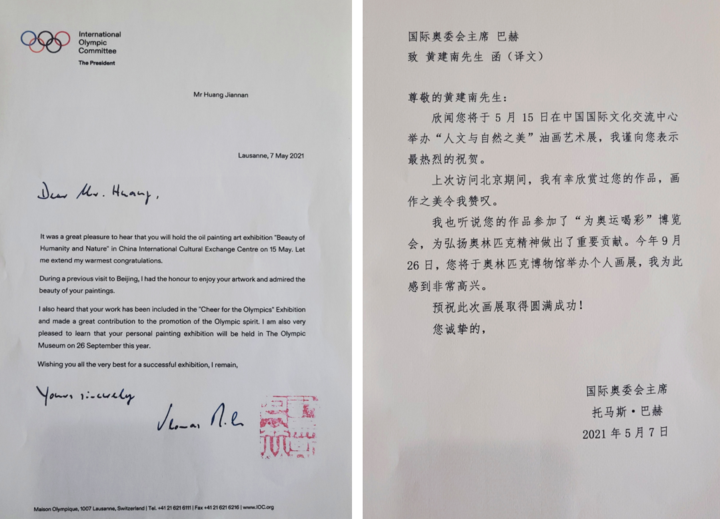 International
Olympic
Committee
The President
Mr Huang Jiannan
Lausanne, 7 May 2021
Dear Mr. Huang,
It was a great pleasure to hear that you will hold the oil painting art exhibition "Beauty of
Humanity and Nature" in China International Cultural Exchange Centre on 15 May. Let
me extend my warmest congratulations.
During a previous visit to Beijing, I had the honour to enjoy your artwork and admired the
beauty of your paintings.
I also heard that your work has been included in the "Cheer for the Olympics" Exhibition
and made a great contribution to the promotion of the Olympic spirit. I am also very
pleased to learn that your personal painting exhibition will be held in The Olympic
Museum on 26 September this year.
Wishing you all the very best for a successful exhibition, I remain,
Yours sincerely
Maison Olympique, 1007 Lausanne, Switzerland | Tel. +41 21 621 6111 | Fax +41 21 621 6216 | www.IOC.org
国际奥委会主席 巴赫
致 黄建南先生 函（译文）
尊敬的黄建南先生：
欣闻您将于 5 月 15 日在中国国际文化交流中心
举办“人文与自然之美”油画艺术展，我谨向您表示
最热烈的祝贺。
上次访问北京期间，我有幸欣赏过您的作品，画
作之美令我赞叹。
我也听说您的作品参加了“为奥运喝彩”博览
会，为弘扬奥林匹克精神做出了重要贡献。今年 9 月
26 日，您将于奥林匹克博物馆举办个人画展，我为此
感到非常高兴。
预祝此次画展取得圆满成功！
您诚挚的，
国际奥委会主席
托马斯·巴赫
2021 年 5 月 7 日